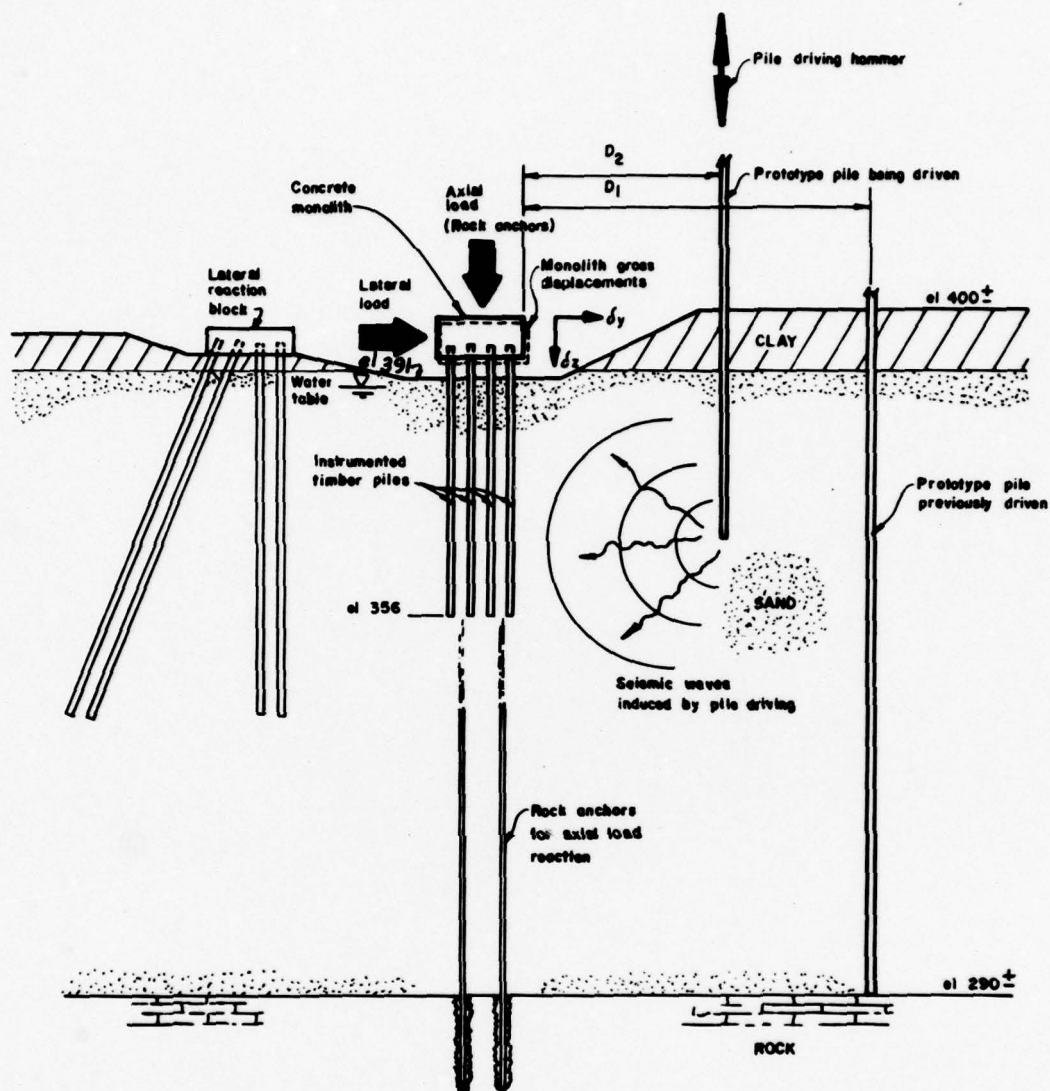 Pile driving hammer
D2
Prototype pile being driven
D1
Concrete
monolith
Axial
load
(Rock anchors)
Monolith gross
displacements
Lateral
reaction
block
Lateral
load
δy
el 400±
CLAY
δz
el 391±
Water
table
Instrumented
timber piles
Prototype pile
previously driven
el 356
SAND
Seismic waves
induced by pile driving
Rock anchors
for axial load
reaction
el 290±
ROCK